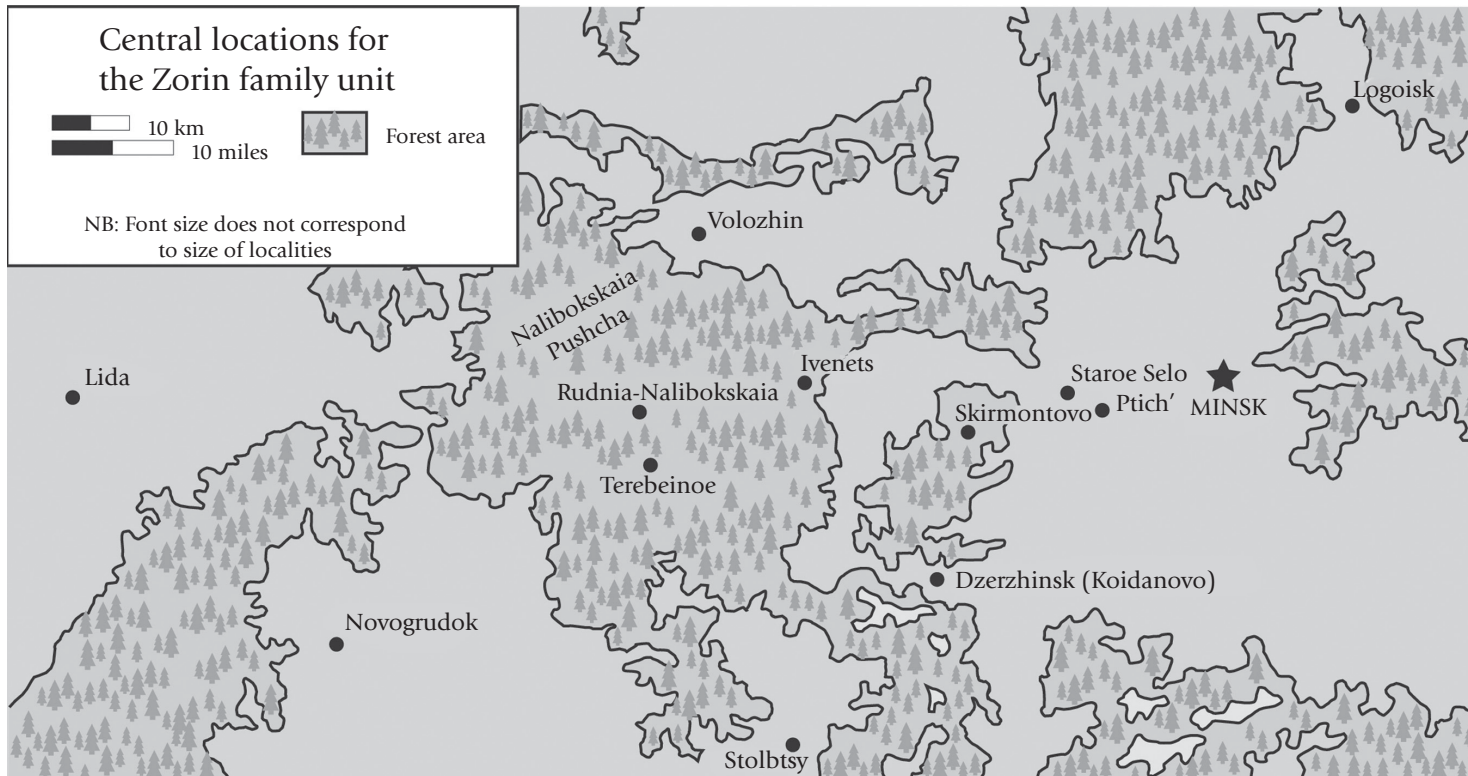 Central locations for
the Zorin family unit
10 km
10 miles
Forest area
NB: Font size does not correspond
to size of localities
Logoisk
Volozhin
Nalibokskaia
Pushcha
Lida
Ivenets
Rudnia-Nalibokskaia
Staroe Selo
Ptich’
MINSK
Skirmontovo
Terebeinoe
Dzerzhinsk (Koidanovo)
Novogrudok
Stolbtsy